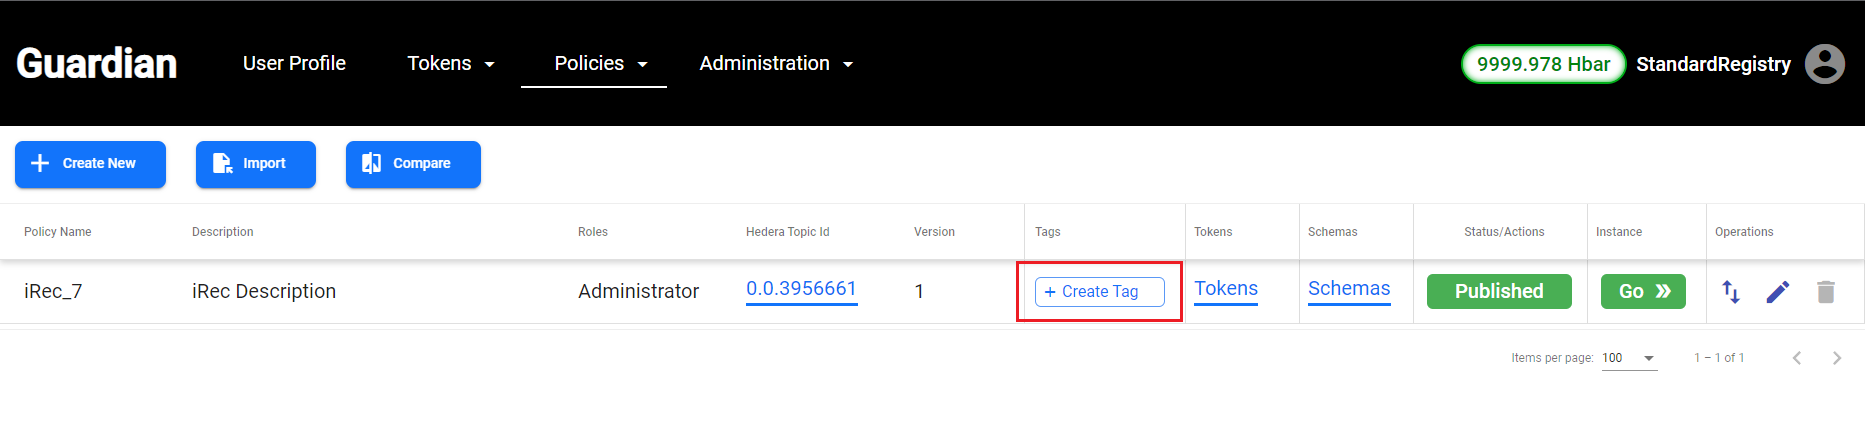 Guardian User Profile Tokens Policies Administration 9999.978 Hbar StandardRegistry
Create New Import Compare
Policy Name Description Roles Hedera Topic Id Version Tags Tokens Schemas Status/Actions Instance Operations
iRec_7 iRec Description Administrator 0.0.3956661 1 + Create Tag Tokens Schemas Published Go »
Items per page: 100 1 – 1 of 1